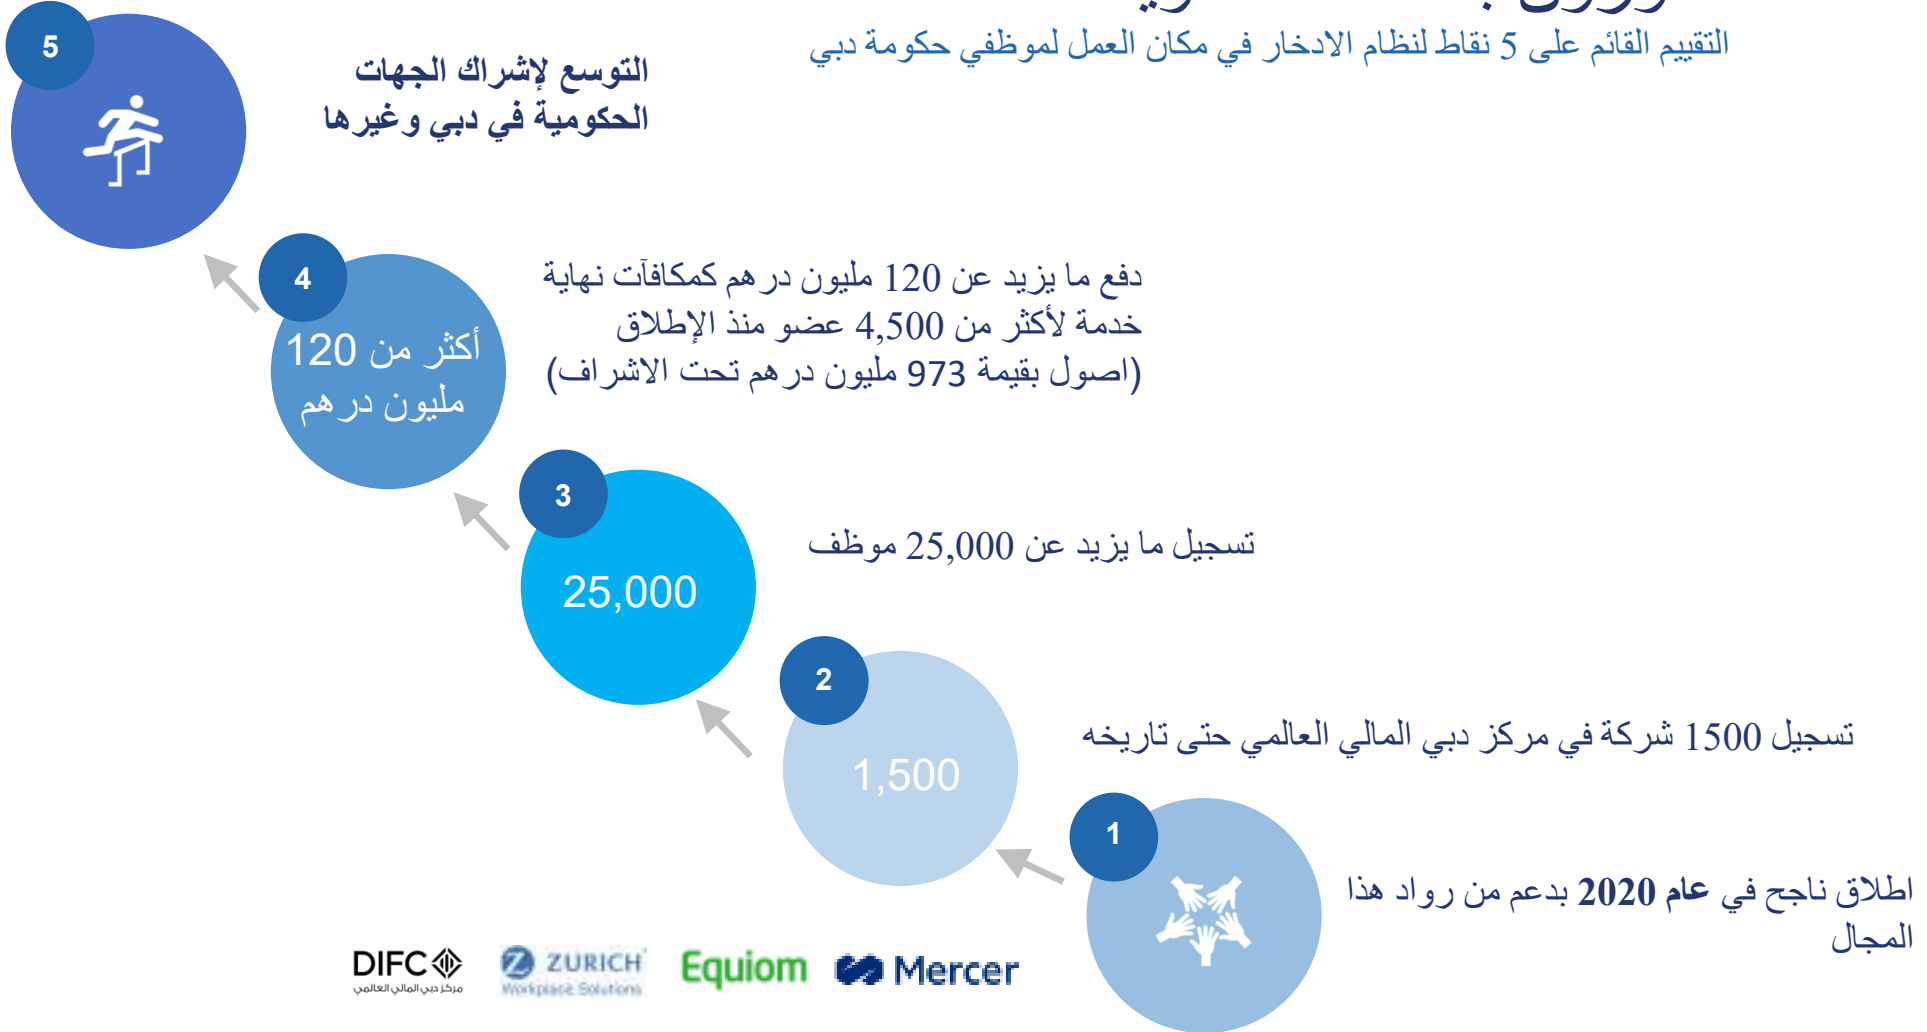 التقييم القائم على 5 نقاط لنظام الادخار في مكان العمل لموظفي حكومة دبي
5
التوسع لإشراك الجهات
الحكومية في دبي وغيرها
4
أكثر من 120
مليون درهم
دفع ما يزيد عن 120 مليون درهم كمكافآت نهاية
خدمة لأكثر من 4,500 عضو منذ الإطلاق
(اصول بقيمة 973 مليون درهم تحت الاشراف)
3
25,000
تسجيل ما يزيد عن 25,000 موظف
2
1,500
تسجيل 1500 شركة في مركز دبي المالي العالمي حتى تاريخه
1
اطلاق ناجح في عام 2020 بدعم من رواد هذا
المجال
DIFC
مركز دبي المالي العالمي
ZURICH
Workplace Solutions
Equiom
Mercer